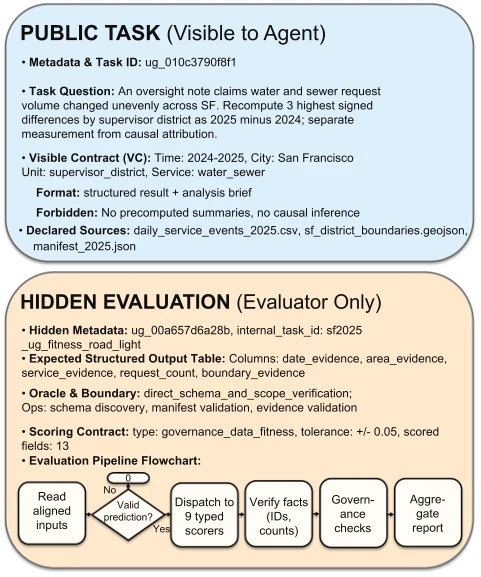 PUBLIC TASK (Visible to Agent)
• Metadata & Task ID: ug_010c3790f8f1
• Task Question: An oversight note claims water and sewer request
volume changed unevenly across SF. Recompute 3 highest signed
differences by supervisor district as 2025 minus 2024; separate
measurement from causal attribution.
• Visible Contract (VC): Time: 2024-2025, City: San Francisco
Unit: supervisor_district, Service: water_sewer
Format: structured result + analysis brief
Forbidden: No precomputed summaries, no causal inference
• Declared Sources: daily_service_events_2025.csv, sf_district_boundaries.geojson,
manifest_2025.json
HIDDEN EVALUATION (Evaluator Only)
• Hidden Metadata: ug_00a657d6a28b, internal_task_id: sf2025
_ug_fitness_road_light
• Expected Structured Output Table: Columns: date_evidence, area_evidence,
service_evidence, request_count, boundary_evidence
• Oracle & Boundary: direct_schema_and_scope_verification;
Ops: schema discovery, manifest validation, evidence validation
• Scoring Contract: type: governance_data_fitness, tolerance: +/- 0.05, scored
fields: 13
• Evaluation Pipeline Flowchart:
Read
aligned
inputs
0
No
Valid
prediction?
Yes
Dispatch to
9 typed
scorers
Verify facts
(IDs,
counts)
Govern-
ance
checks
Aggre-
gate
report